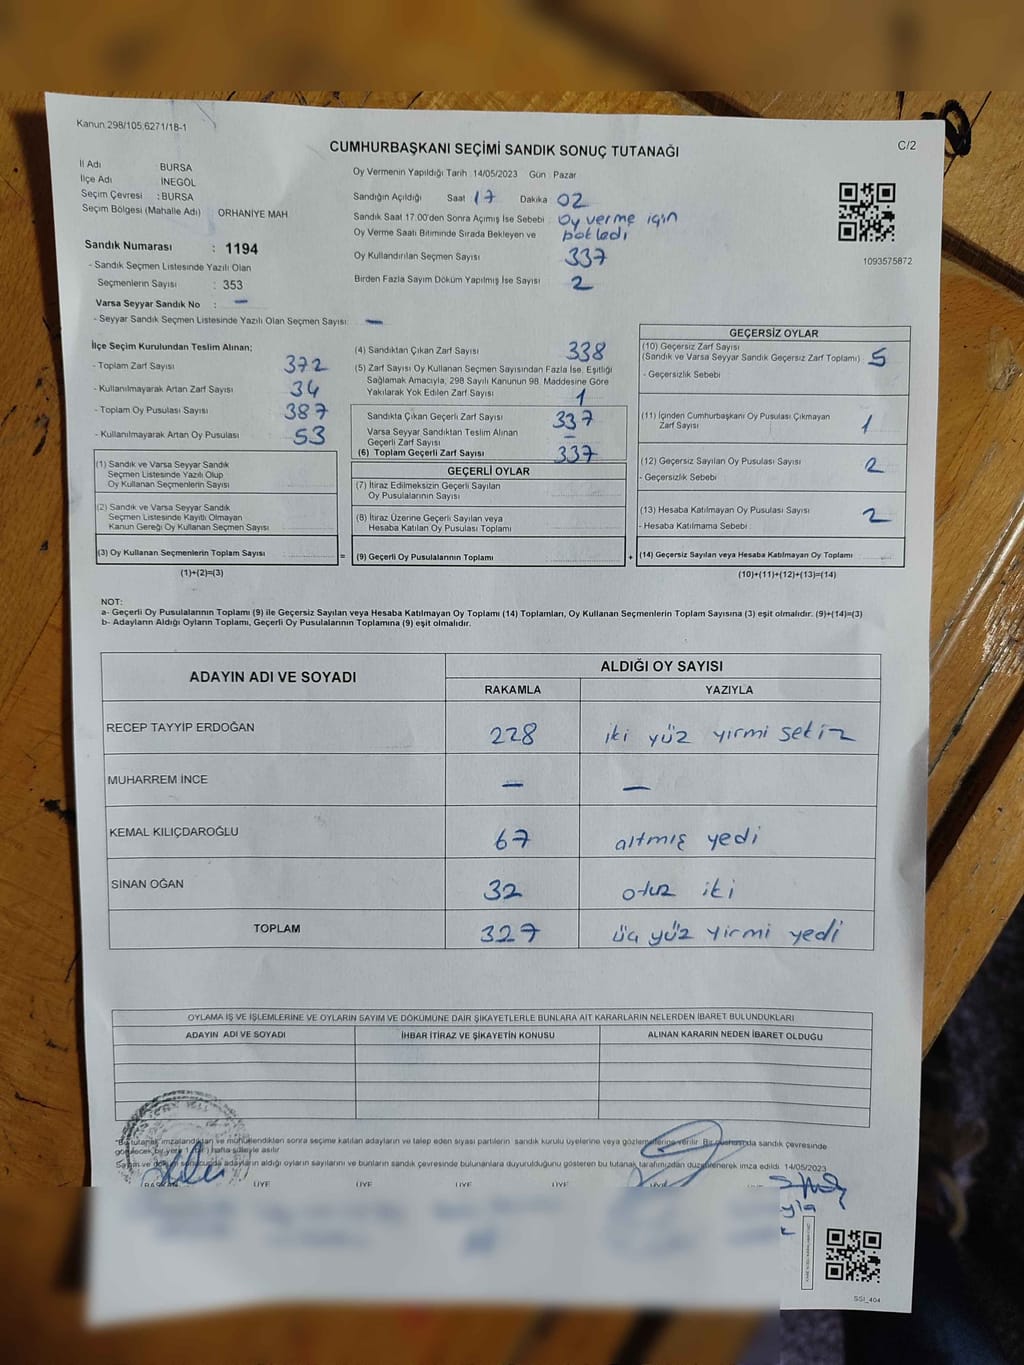 Kanun 298/105,6271/18-1
C/2
CUMHURBAŞKANI SEÇİMİ SANDIK SONUÇ TUTANAĞI
İl Adı BURSA
İlçe Adı İNEGÖL
Seçim Çevresi : BURSA
Seçim Bölgesi (Mahalle Adı) ORHANİYE MAH
Sandık Numarası : 1194
- Sandık Seçmen Listesinde Yazılı Olan
Seçmenlerin Sayısı : 353
Varsa Seyyar Sandık No : -
- Seyyar Sandık Seçmen Listesinde Yazılı Olan Seçmen Sayısı: -
Oy Vermenin Yapıldığı Tarih 14/05/2023 Gün Pazar
Sandığın Açıldığı Saat 17 Dakika 02
Sandık Saat 17.00'den Sonra Açımış İse Sebebi : oy verme için
Oy Verme Saati Bitiminde Sırada Bekleyen ve
Oy Kullandırılan Seçmen Sayısı 337
Birden Fazla Sayım Döküm Yapılmış İse Sayısı 2
1093575872
İlçe Seçim Kurulundan Teslim Alınan;
- Toplam Zarf Sayısı 372
- Kullanılmayarak Artan Zarf Sayısı 34
- Toplam Oy Pusulası Sayısı 387
- Kullanılmayarak Artan Oy Pusulası 53
(1) Sandık ve Varsa Seyyar Sandık
Seçmen Listesinde Yazılı Olup
Oy Kullanan Seçmenlerin Sayısı
(2) Sandık ve Varsa Seyyar Sandık
Seçmen Listesinde Kayıtlı Olmayan
Kanun Gereği Oy Kullanan Seçmen Sayısı
(3) Oy Kullanan Seçmenlerin Toplam Sayısı
(1)+(2)=(3)
(4) Sandıktan Çıkan Zarf Sayısı 338
(5) Zarf Sayısı Oy Kullanan Seçmen Sayısından Fazla İse, Eşitliği
Sağlamak Amacıyla, 298 Sayılı Kanunun 98. Maddesine Göre
Yakılarak Yok Edilen Zarf Sayısı 1
Sandıkta Çıkan Geçerli Zarf Sayısı 337
Varsa Seyyar Sandıktan Teslim Alınan
Geçerli Zarf Sayısı -
(6) Toplam Geçerli Zarf Sayısı 337
GEÇERLİ OYLAR
(7) İtiraz Edilmeksizin Geçerli Sayılan
Oy Pusulalarının Sayısı
(8) İtiraz Üzerine Geçerli Sayılan veya
Hesaba Katılan Oy Pusulası Toplamı
= (9) Geçerli Oy Pusulalarının Toplamı +
GEÇERSİZ OYLAR
(10) Geçersiz Zarf Sayısı
(Sandık ve Varsa Seyyar Sandık Geçersiz Zarf Toplamı) 5
- Geçersizlik Sebebi
(11) İçinden Cumhurbaşkanı Oy Pusulası Çıkmayan
Zarf Sayısı 1
(12) Geçersiz Sayılan Oy Pusulası Sayısı 2
- Geçersizlik Sebebi
(13) Hesaba Katılmayan Oy Pusulası Sayısı 2
- Hesaba Katılmama Sebebi
(14) Geçersiz Sayılan veya Hesaba Katılmayan Oy Toplamı
(10)+(11)+(12)+(13)=(14)
NOT:
a- Geçerli Oy Pusulalarının Toplamı (9) ile Geçersiz Sayılan veya Hesaba Katılmayan Oy Toplamı (14) Toplamları, Oy Kullanan Seçmenlerin Toplam Sayısına (3) eşit olmalıdır. (9)+(14)=(3)
b- Adayların Aldığı Oyların Toplamı, Geçerli Oy Pusulalarının Toplamına (9) eşit olmalıdır.
ADAYIN ADI VE SOYADI ALDIĞI OY SAYISI
RAKAMLA YAZIYLA
RECEP TAYYİP ERDOĞAN 228 iki yüz yirmi sekiz
MUHARREM İNCE - -
KEMAL KILIÇDAROĞLU 67 altmış yedi
SİNAN OĞAN 32 otuz iki
TOPLAM 327 üç yüz yirmi yedi
OYLAMA İŞ VE İŞLEMLERİNE VE OYLARIN SAYIM VE DÖKÜMÜNE DAİR ŞİKAYETLERLE BUNLARA AİT KARARLARIN NELERDEN İBARET BULUNDUKLARI
ADAYIN ADI VE SOYADI İHBAR İTİRAZ VE ŞİKAYETİN KONUSU ALINAN KARARIN NEDEN İBARET OLDUĞU
*Bu tutanak imzalandıktan ve mühürlendikten sonra seçime katılan adayların ve talep eden siyasi partilerin sandık kurulu üyelerine veya gözlemcilerine verilir. Bir nüshası da sandık çevresinde
görülecek bir yere 1 (bir) hafta süreyle asılır
Sayım ve döküm sonucunda adayların aldığı oyların sayılarını ve bunların sandık çevresinde bulunanlara duyurulduğunu gösteren bu tutanak tarafımızdan düzenlenerek imza edildi 14/05/2023
BAŞKAN ÜYE ÜYE ÜYE ÜYE ÜYE
SSI_404